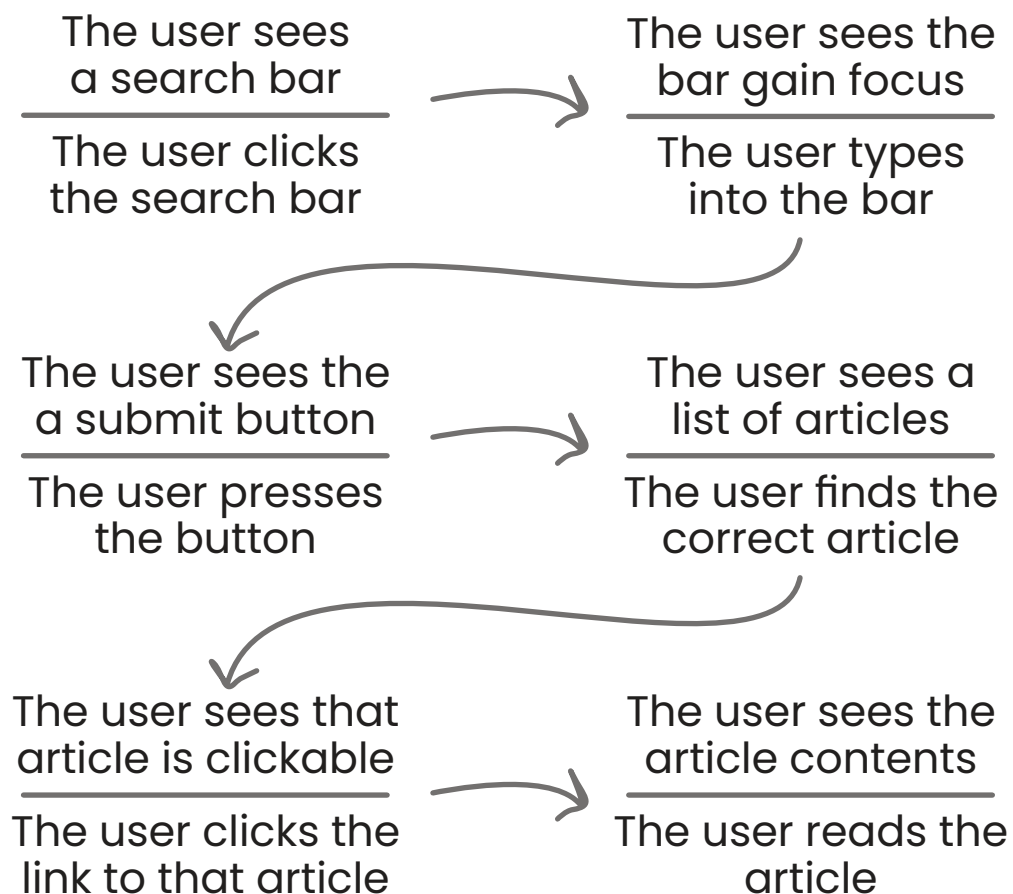 The user sees
a search bar
The user clicks
the search bar
The user sees the
bar gain focus
The user types
into the bar
The user sees the
a submit button
The user presses
the button
The user sees a
list of articles
The user finds the
correct article
The user sees that
article is clickable
The user clicks the
link to that article
The user sees the
article contents
The user reads the
article